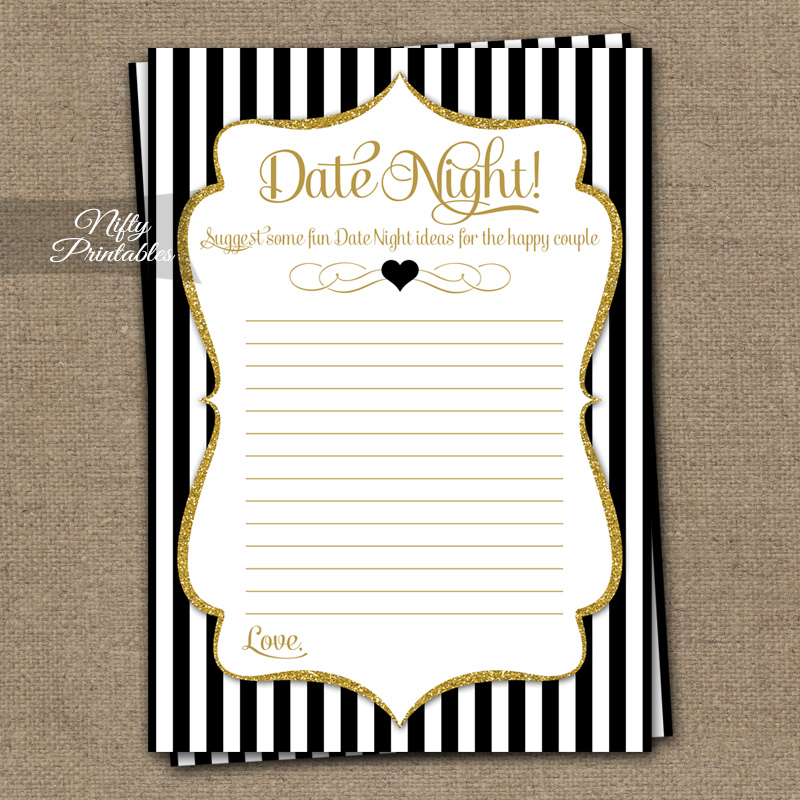 Date Night!
Suggest some fun Date Night ideas for the happy couple
Nifty
Printables
Love,